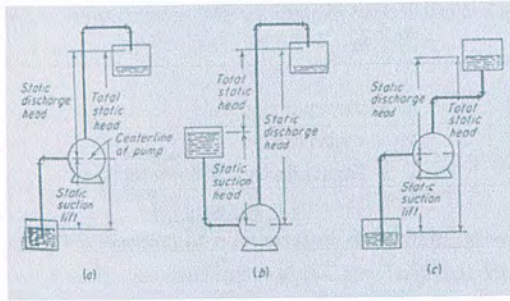 Static
discharge
head
Total
static
head
Centerline
of pump
Static
suction
lift
(a)
Total
static
head
Static
discharge
head
Static
suction
head
(b)
Static
discharge
head
Total
static
head
Static
suction
lift
(c)